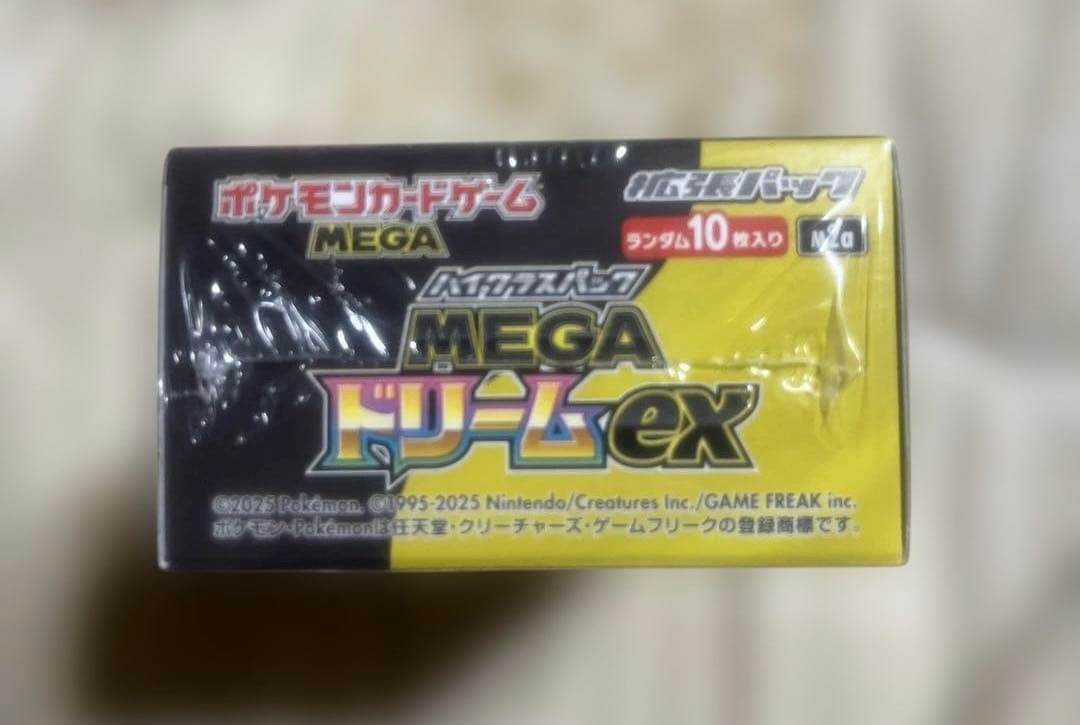 ポケモンカードゲーム
MEGA
拡張パック
ランダム10枚入り M2a
ハイクラスパック
MEGA
ドリームex
©2025 Pokémon. ©1995-2025 Nintendo/Creatures Inc./GAME FREAK inc.
ポケモン・Pokémonは任天堂・クリーチャーズ・ゲームフリークの登録商標です。